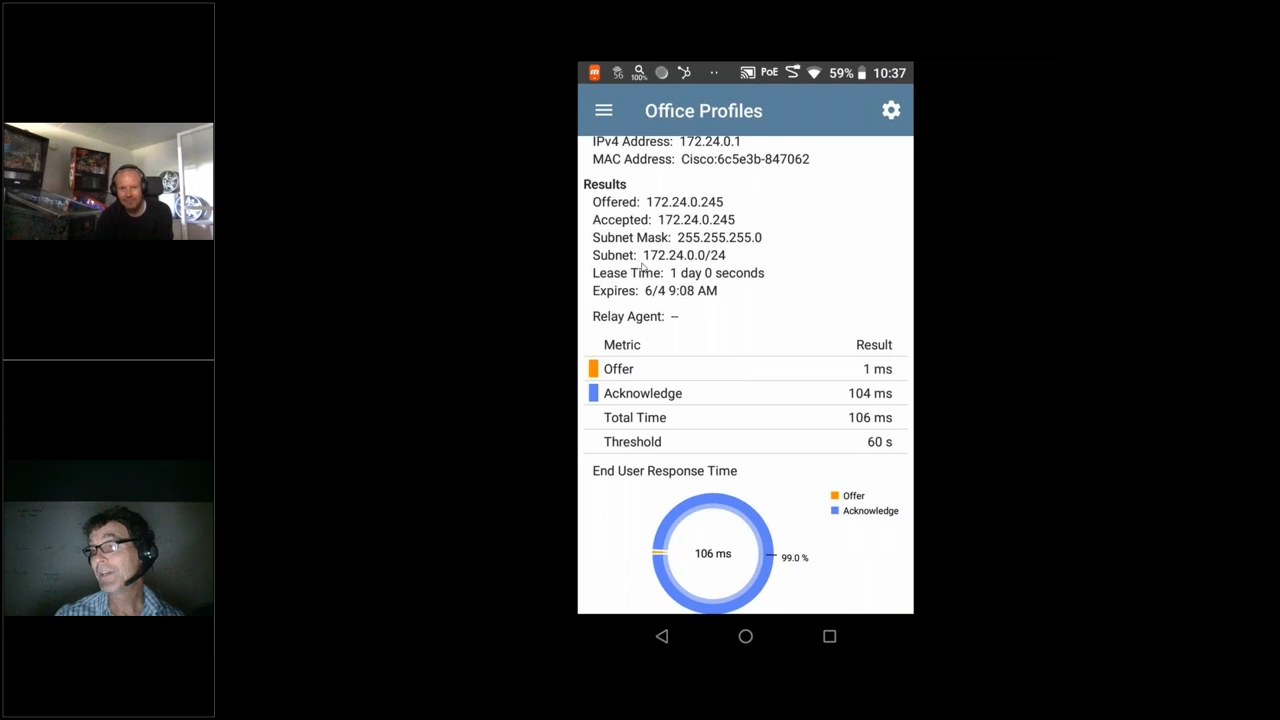 56
100%
PoE
59%
10:37
Office Profiles
IPv4 Address: 172.24.0.1
MAC Address: Cisco:6c5e3b-847062
Results
Offered: 172.24.0.245
Accepted: 172.24.0.245
Subnet Mask: 255.255.255.0
Subnet: 172.24.0.0/24
Lease Time: 1 day 0 seconds
Expires: 6/4 9:08 AM
Relay Agent: --
Metric Result
Offer 1 ms
Acknowledge 104 ms
Total Time 106 ms
Threshold 60 s
End User Response Time
Offer
Acknowledge
106 ms
99.0 %